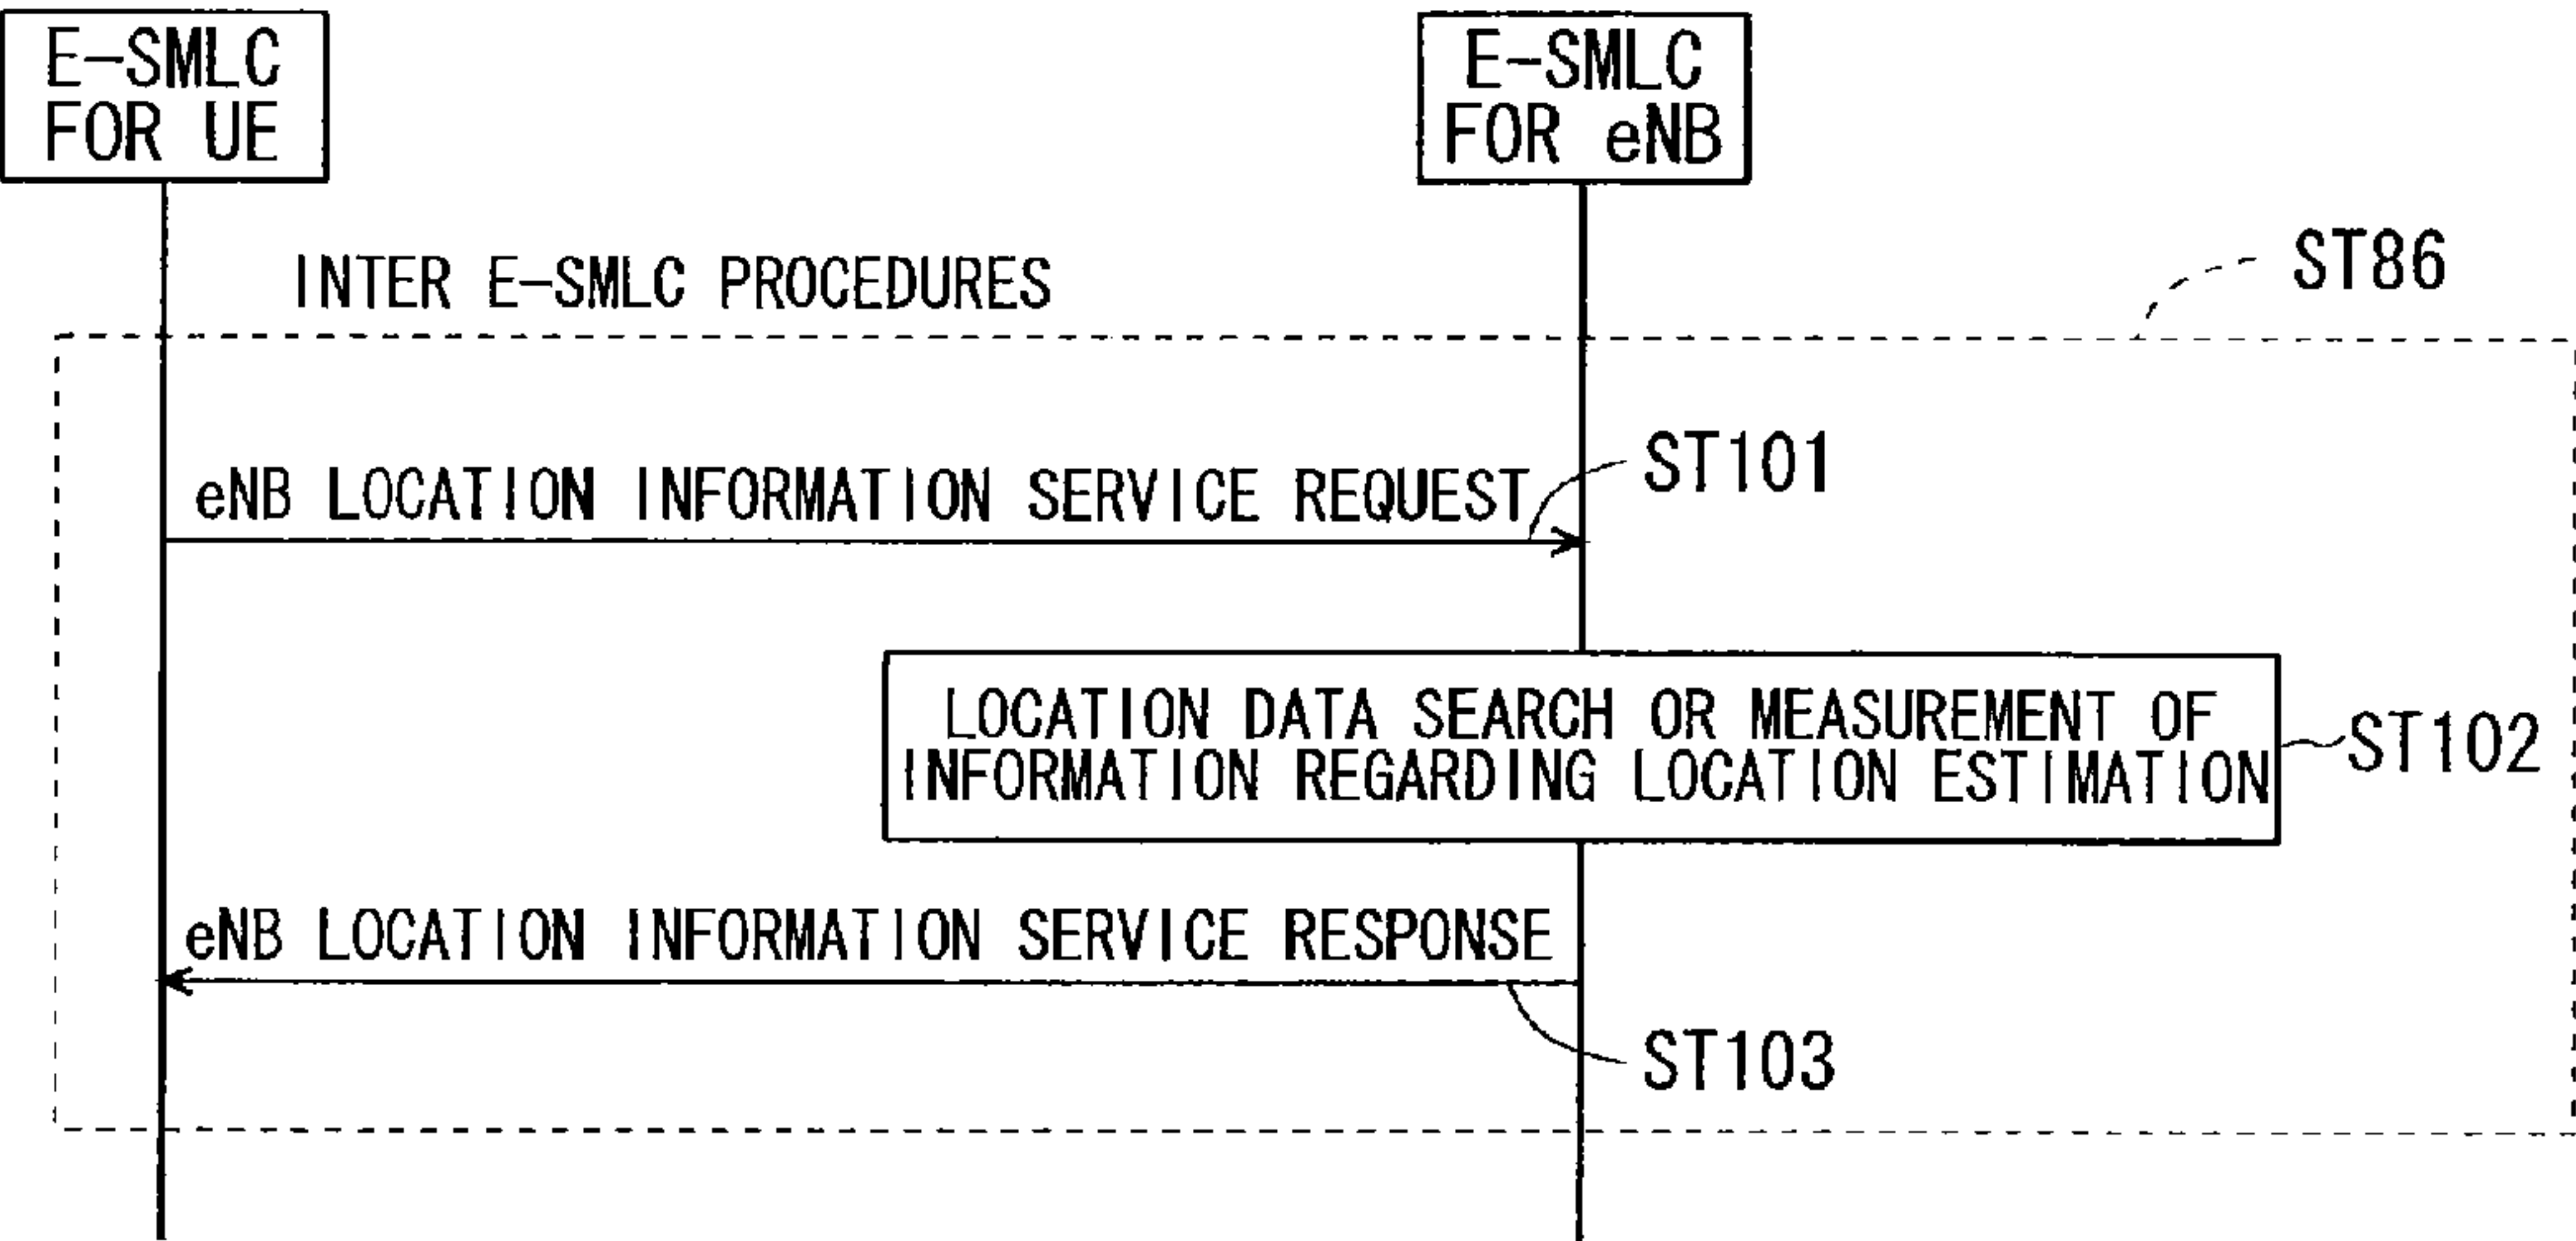 E-SMLC
FOR UE
E-SMLC
FOR eNB
INTER E-SMLC PROCEDURES
ST86
eNB LOCATION INFORMATION SERVICE REQUEST
ST101
LOCATION DATA SEARCH OR MEASUREMENT OF
INFORMATION REGARDING LOCATION ESTIMATION
ST102
eNB LOCATION INFORMATION SERVICE RESPONSE
ST103